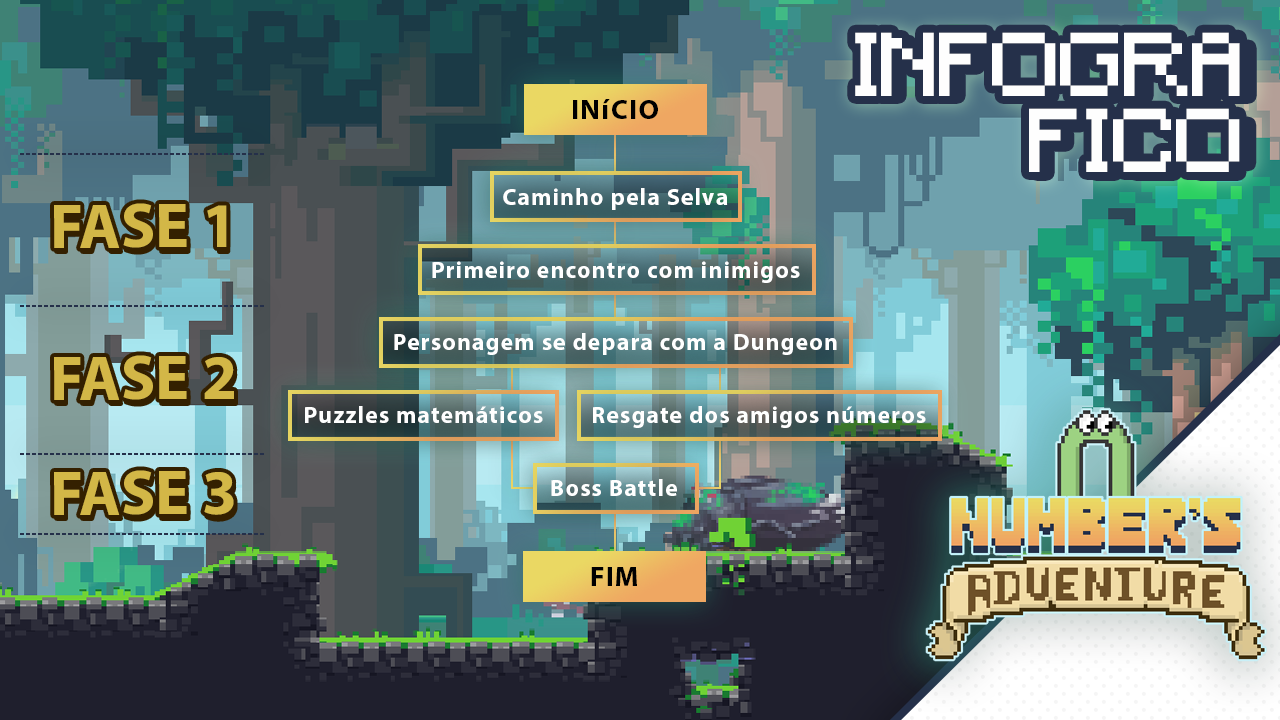 INFOGRA
FICO
INíCIO
FASE 1
Caminho pela Selva
Primeiro encontro com inimigos
FASE 2
Personagem se depara com a Dungeon
Puzzles matemáticos
Resgate dos amigos números
FASE 3
Boss Battle
FIM
NUMBER'S
ADVENTURE